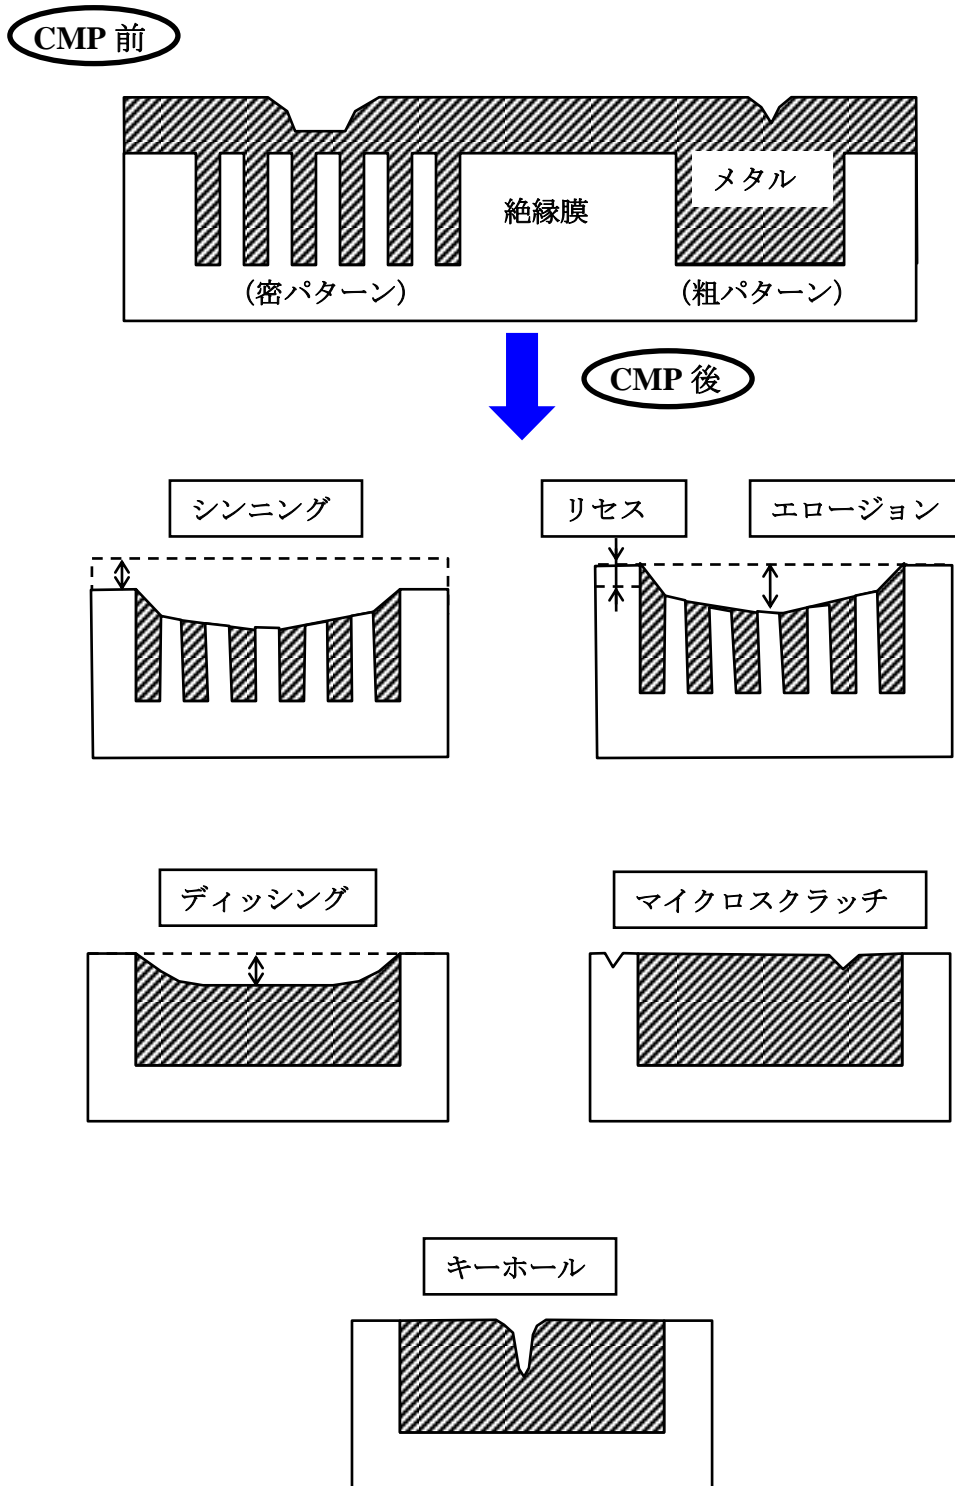 CMP 前
メタル
絶縁膜
(密パターン)
(粗パターン)
CMP 後
シンニング
リセス
エロージョン
ディッシング
マイクロスクラッチ
キーホール